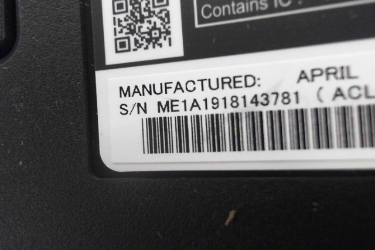 Contains IC
MANUFACTURED: APRIL
S/N ME1A1918143781 ( ACL